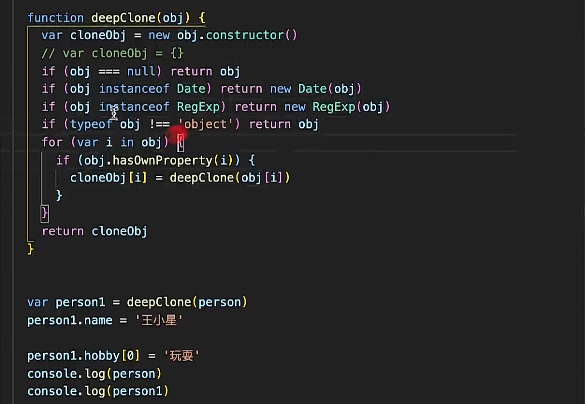 function deepClone(obj) {
var cloneObj = new obj.constructor()
// var cloneObj = {}
if (obj === null) return obj
if (obj instanceof Date) return new Date(obj)
if (obj instanceof RegExp) return new RegExp(obj)
if (typeof obj !== 'object') return obj
for (var i in obj) {
if (obj.hasOwnProperty(i)) {
cloneObj[i] = deepClone(obj[i])
}
}
return cloneObj
}
var person1 = deepClone(person)
person1.name = '王小星'
person1.hobby[0] = '玩耍'
console.log(person)
console.log(person1)